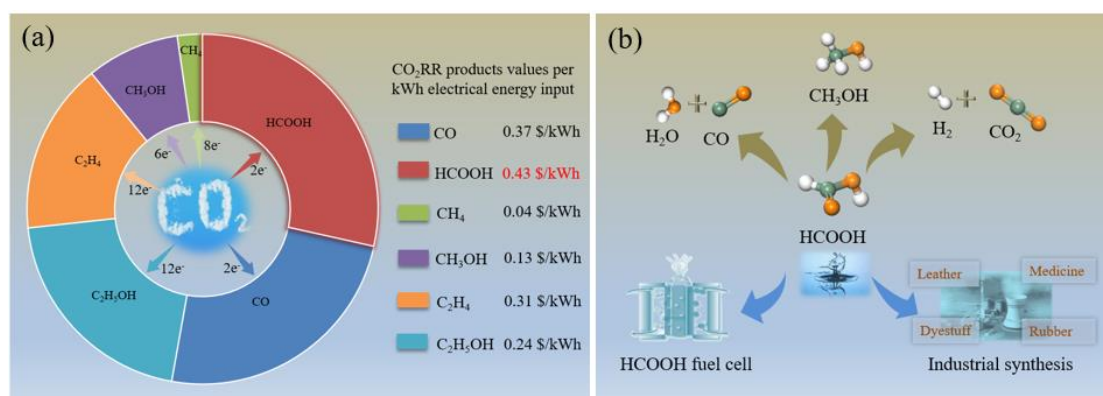 (a)
CH₄
CH₃OH
HCOOH
C₂H₄
C₂H₅OH
CO
6e⁻
8e⁻
2e⁻
12e⁻
12e⁻
2e⁻
CO₂
CO₂RR products values per
kWh electrical energy input
CO 0.37 $/kWh
HCOOH 0.43 $/kWh
CH₄ 0.04 $/kWh
CH₃OH 0.13 $/kWh
C₂H₄ 0.31 $/kWh
C₂H₅OH 0.24 $/kWh
(b)
H₂O CO
CH₃OH
H₂ CO₂
HCOOH
HCOOH fuel cell
Leather Medicine
Dyestuff Rubber
Industrial synthesis